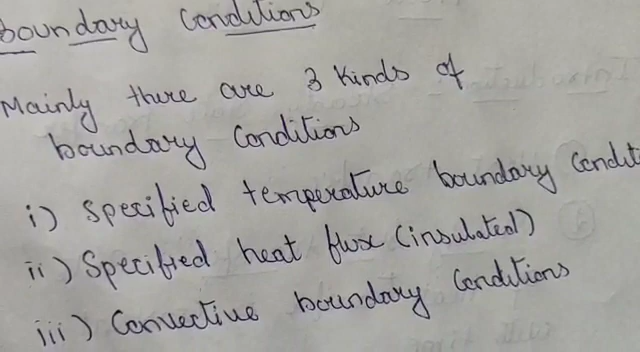 boundary Conditions
Mainly there are 3 kinds of
boundary Conditions
i) Specified temperature boundary condit
ii) Specified heat flux (insulated)
iii) Convective boundary Conditions